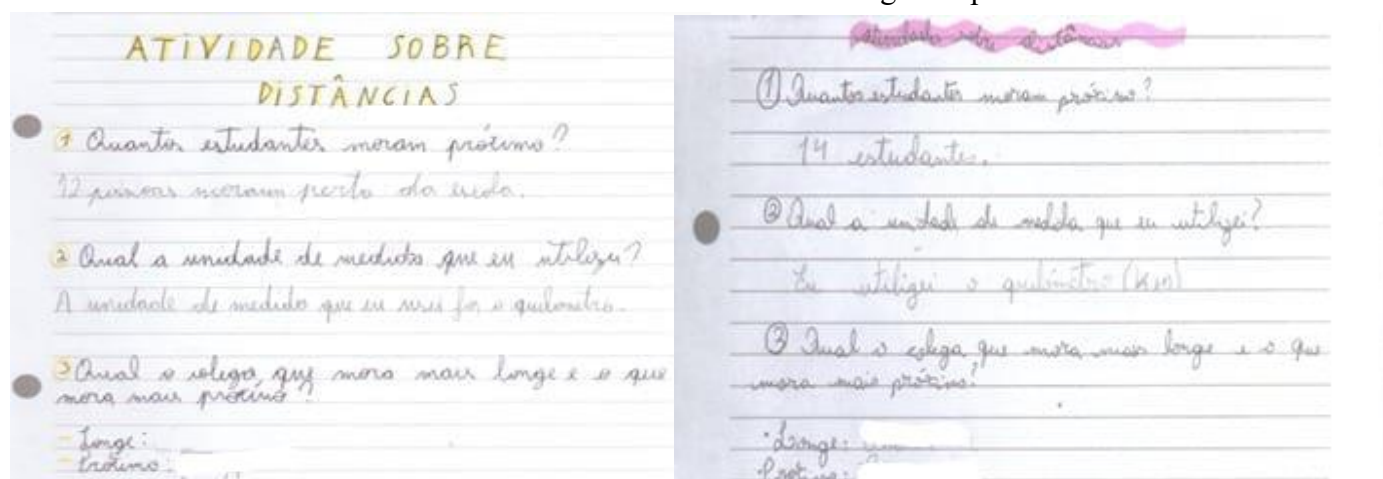 ATIVIDADE SOBRE
DISTÂNCIAS
1 Quantos estudantes moram próximo?
12 pessoas moram perto da escola.
2 Qual a unidade de medida que eu utilizei?
A unidade de medida que eu usei foi o quilometro.
3 Qual o colega que mora mais longe e o que
mora mais próximo?
- Longe:
- Próximo:
Atividade sobre distâncias
① Quantos estudantes moram próximo?
14 estudantes.
② Qual a unidade de medida que eu utilizei?
Eu utilizei o quilômetro (Km)
③ Qual o colega que mora mais longe e o que
mora mais próximo?
• Longe:
• Próximo: